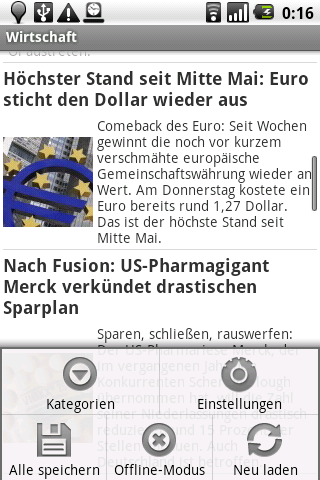 0:16
Wirtschaft
Höchster Stand seit Mitte Mai: Euro
sticht den Dollar wieder aus
Comeback des Euro: Seit Wochen
gewinnt die noch vor kurzem
verschmähte europäische
Gemeinschaftswährung wieder an
Wert. Am Donnerstag kostete ein
Euro bereits rund 1,27 Dollar.
Das ist der höchste Stand seit
Mitte Mai.
Nach Fusion: US-Pharmagigant
Merck verkündet drastischen
Sparplan
Sparen, schließen, rauswerfen:
Kategorien
Einstellungen
Alle speichern
Offline-Modus
Neu laden